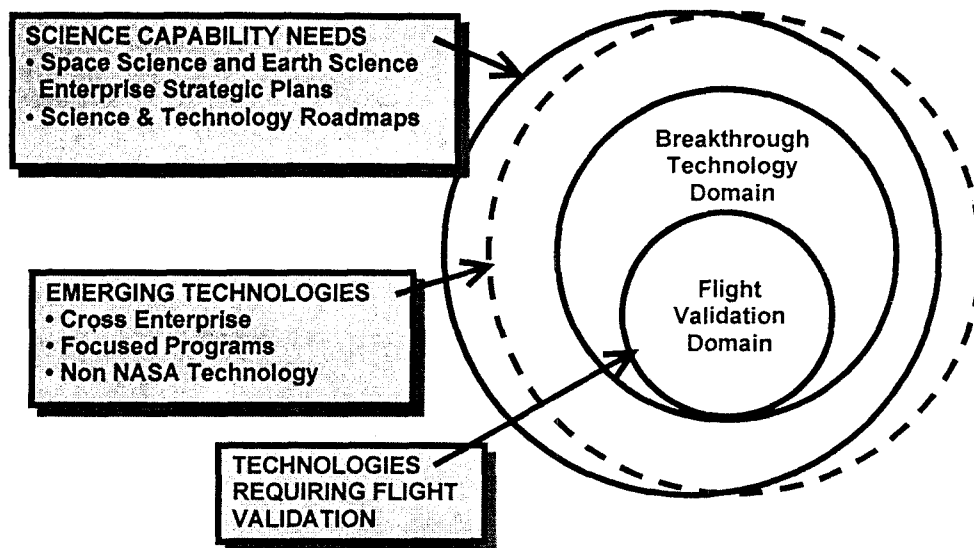 SCIENCE CAPABILITY NEEDS
• Space Science and Earth Science
Enterprise Strategic Plans
• Science & Technology Roadmaps
EMERGING TECHNOLOGIES
• Cross Enterprise
• Focused Programs
• Non NASA Technology
TECHNOLOGIES
REQUIRING FLIGHT
VALIDATION
Breakthrough
Technology
Domain
Flight
Validation
Domain